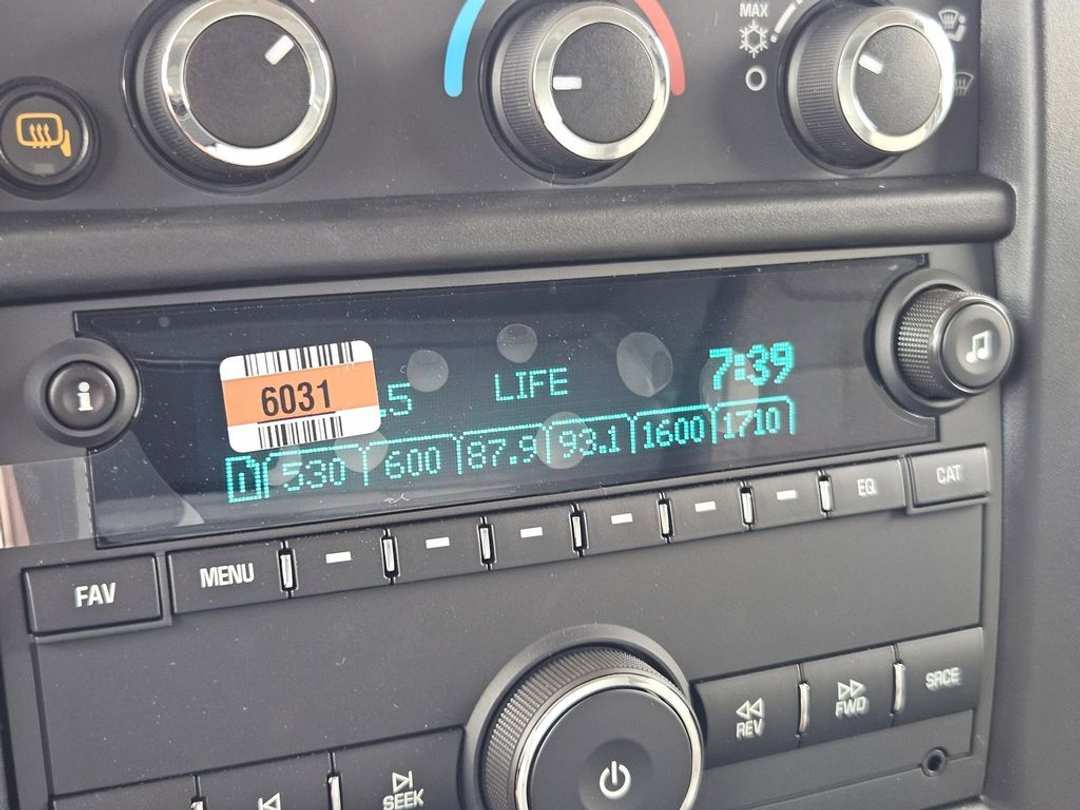 MAX
6031
.5 LIFE 7:39
1 530 600 87.9 93.1 1600 1710
FAV MENU EQ CAT
REV FWD SRCE
SEEK